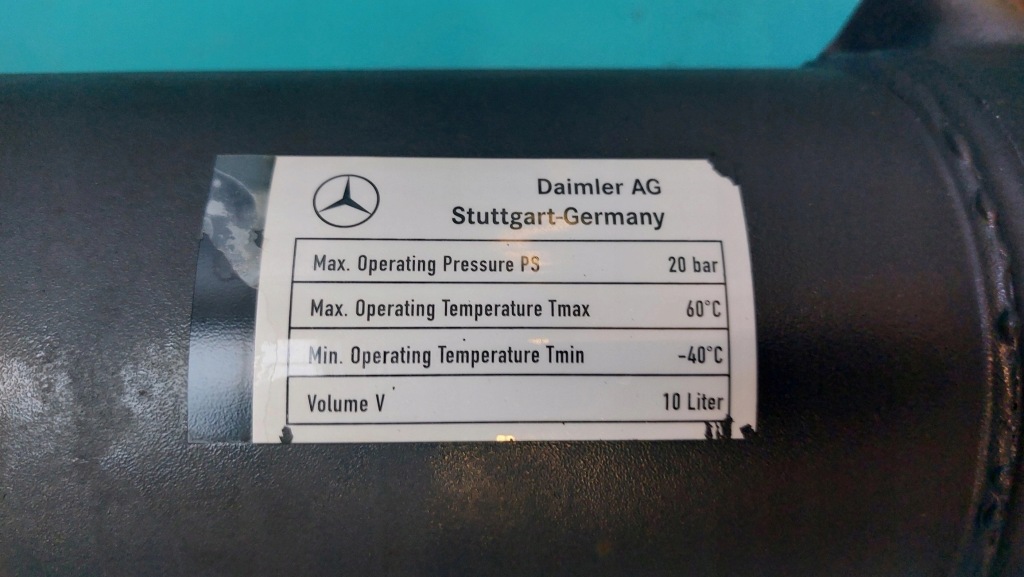 Daimler AG
Stuttgart-Germany
Max. Operating Pressure PS 20 bar
Max. Operating Temperature Tmax 60°C
Min. Operating Temperature Tmin -40°C
Volume V 10 Liter